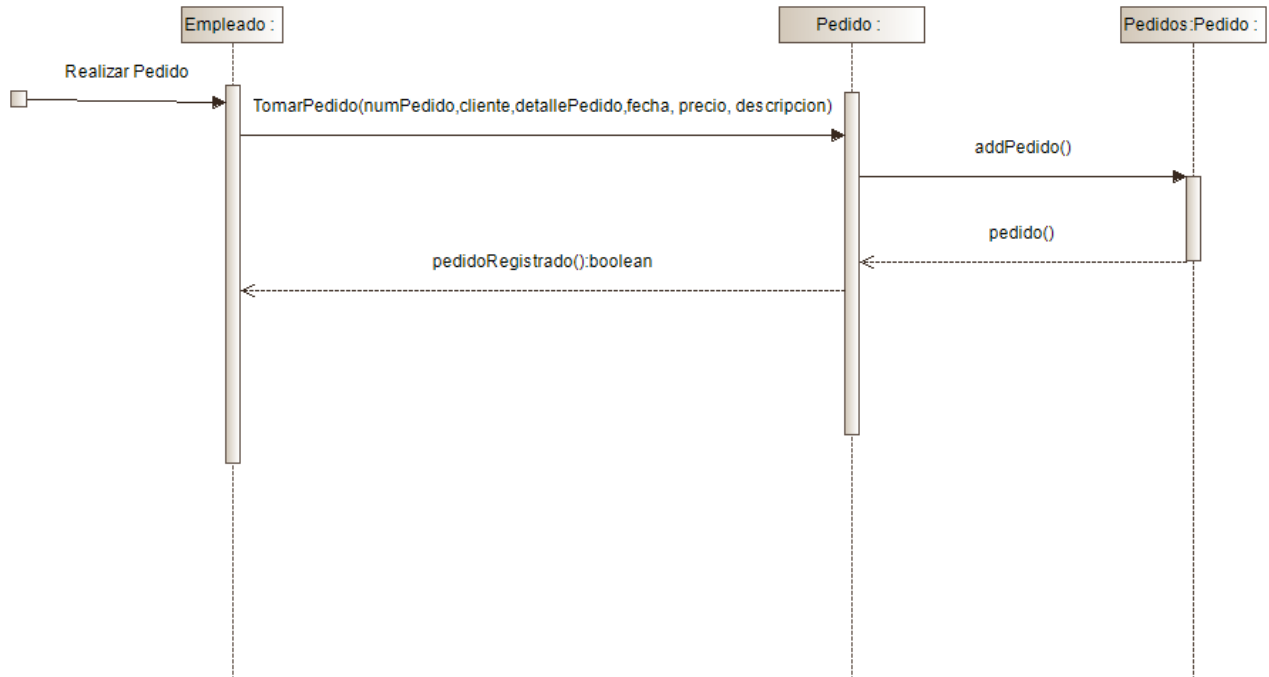 Empleado :
Pedido :
Pedidos:Pedido :
Realizar Pedido
TomarPedido(numPedido,cliente,detallePedido,fecha, precio, descripcion)
addPedido()
pedido()
pedidoRegistrado():boolean